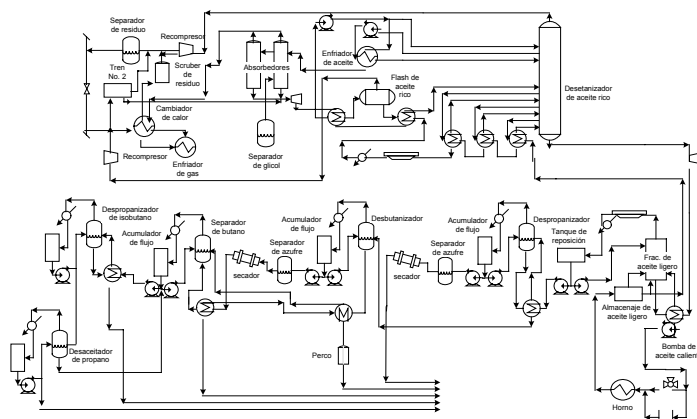 Separador
de residuo
Recompresor
Tren
No. 2
Scruber
de
residuo
Absorbedores
Enfriador
de aceite
Flash de
aceite
rico
Desetanizador
de aceite rico
Cambiador
de calor
Recompresor
Enfriador
de gas
Separador
de glicol
Despropanizador
de isobutano
Acumulador
de flujo
Separador
de butano
Separador
de azufre
secador
Acumulador
de flujo
Desbutanizador
Acumulador
de flujo
Separador
de azufre
secador
Despropanizador
Tanque de
reposición
Frac. de
aceite ligero
Almacenaje de
aceite ligero
Desaceitador
de propano
Perco
Bomba de
aceite calien
Horno